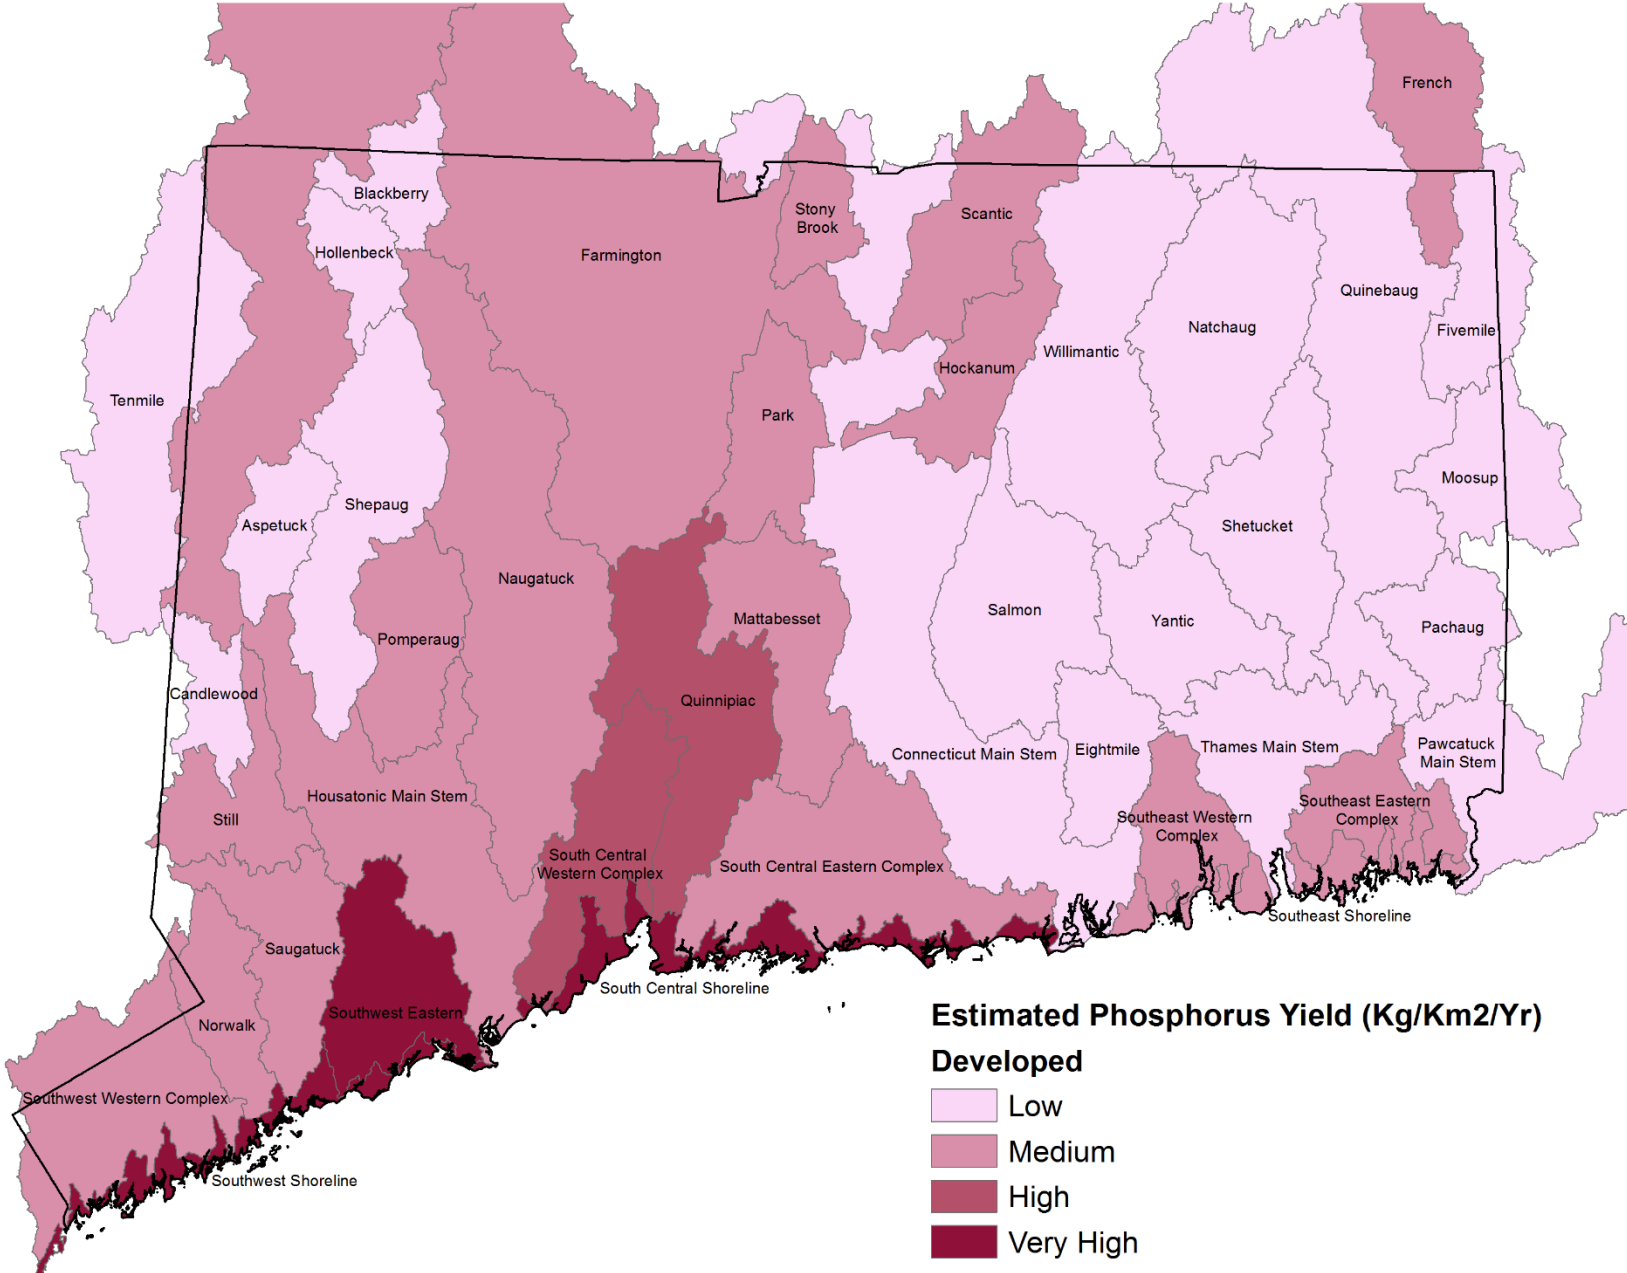 French
Blackberry
Stony
Brook
Scantic
Hollenbeck
Farmington
Quinebaug
Natchaug
Fivemile
Willimantic
Hockanum
Tenmile
Park
Moosup
Shepaug
Aspetuck
Shetucket
Naugatuck
Salmon
Mattabesset
Yantic
Pachaug
Pomperaug
Candlewood
Quinnipiac
Connecticut Main Stem
Eightmile
Thames Main Stem
Pawcatuck
Main Stem
Housatonic Main Stem
Still
Southeast Western
Complex
Southeast Eastern
Complex
South Central
Western Complex
South Central Eastern Complex
Southeast Shoreline
Saugatuck
South Central Shoreline
Southwest Eastern
Norwalk
Southwest Western Complex
Southwest Shoreline
Estimated Phosphorus Yield (Kg/Km2/Yr)
Developed
Low
Medium
High
Very High